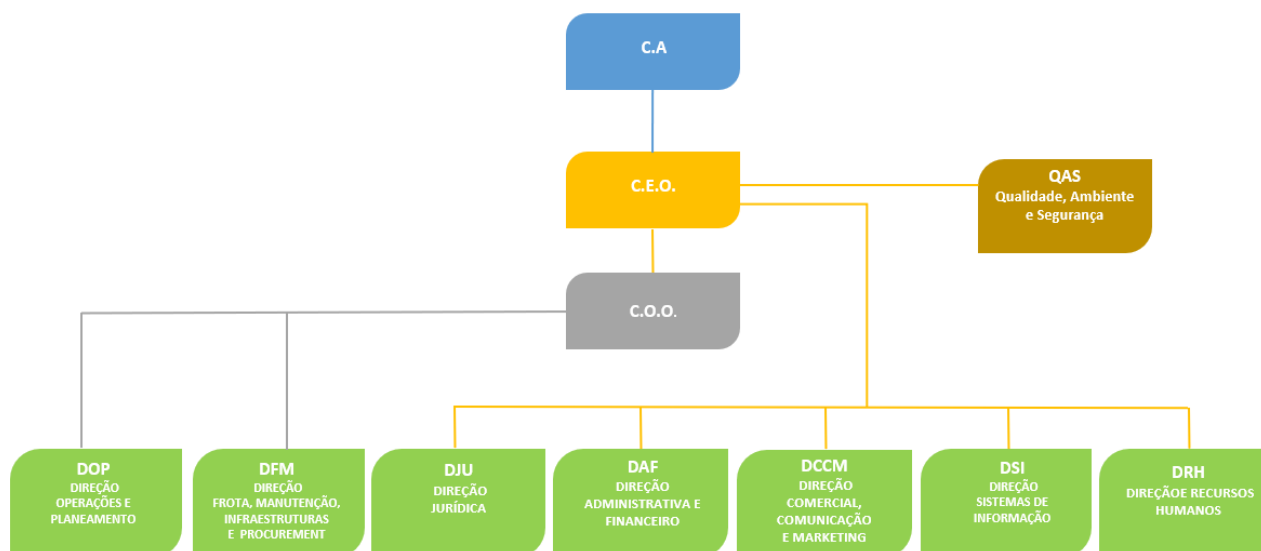 C.A
C.E.O.
QAS
Qualidade, Ambiente
e Segurança
C.O.O.
DOP
DIREÇÃO
OPERAÇÕES E
PLANEAMENTO
DFM
DIREÇÃO
FROTA, MANUTENÇÃO,
INFRAESTRUTURAS
E PROCUREMENT
DJU
DIREÇÃO
JURÍDICA
DAF
DIREÇÃO
ADMINISTRATIVA E
FINANCEIRO
DCCM
DIREÇÃO
COMERCIAL,
COMUNICAÇÃO
E MARKETING
DSI
DIREÇÃO
SISTEMAS DE
INFORMAÇÃO
DRH
DIREÇÃOE RECURSOS
HUMANOS